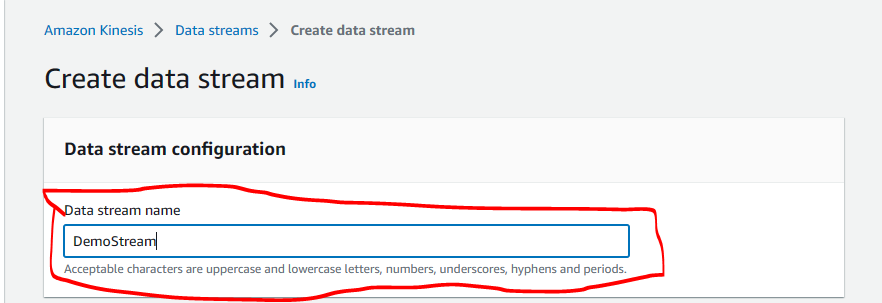 Amazon Kinesis > Data streams > Create data stream
Create data stream Info
Data stream configuration
Data stream name
DemoStream
Acceptable characters are uppercase and lowercase letters, numbers, underscores, hyphens and periods.